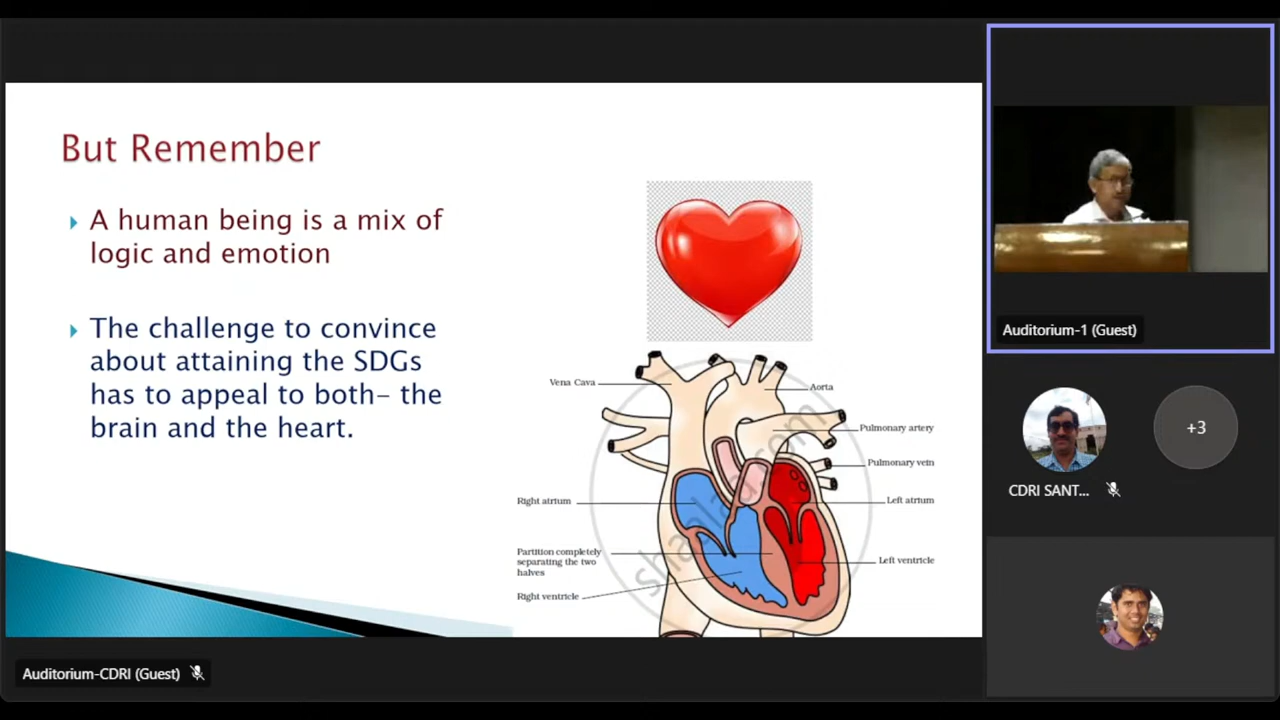 But Remember
A human being is a mix of
logic and emotion
The challenge to convince
about attaining the SDGs
has to appeal to both– the
brain and the heart.
Vena Cava
Aorta
Pulmonary artery
Pulmonary vein
Right atrium
Left atrium
Partition completely
separating the two
halves
Left ventricle
Right ventricle
shaalaa.com
Auditorium-1 (Guest)
+3
CDRI SANT...
Auditorium-CDRI (Guest)